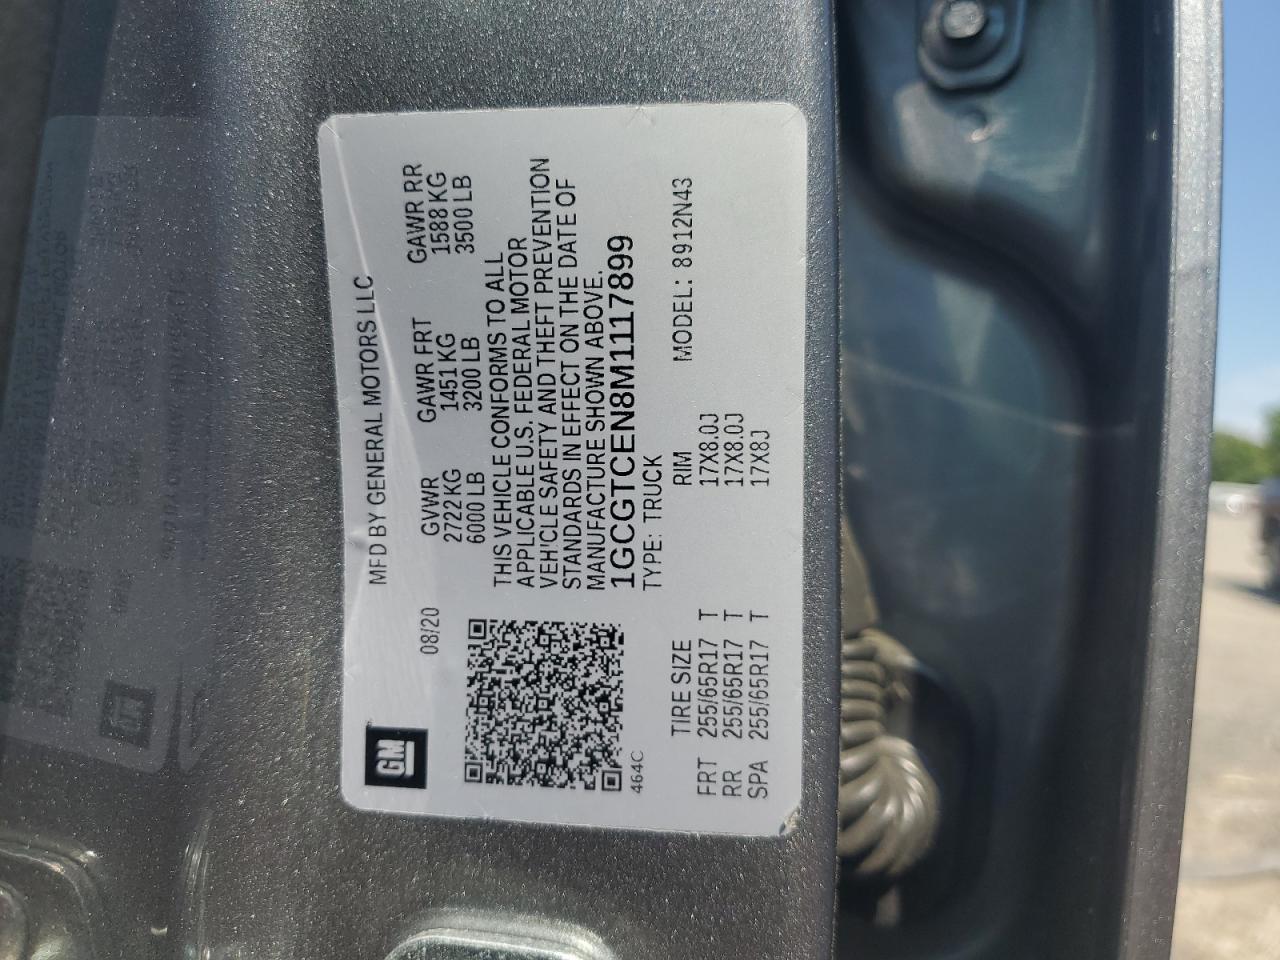 MFD BY GENERAL MOTORS LLC
GM
08/20
GVWR GAWR FRT GAWR RR
2722 KG 1451 KG 1588 KG
6000 LB 3200 LB 3500 LB
THIS VEHICLE CONFORMS TO ALL
APPLICABLE U.S. FEDERAL MOTOR
VEHICLE SAFETY AND THEFT PREVENTION
STANDARDS IN EFFECT ON THE DATE OF
MANUFACTURE SHOWN ABOVE.
1GCGTCEN8M1117899
464C
TYPE: TRUCK
TIRE SIZE RIM MODEL: 8912N43
FRT 255/65R17 T 17X8.0J
RR 255/65R17 T 17X8.0J
SPA 255/65R17 T 17X8J